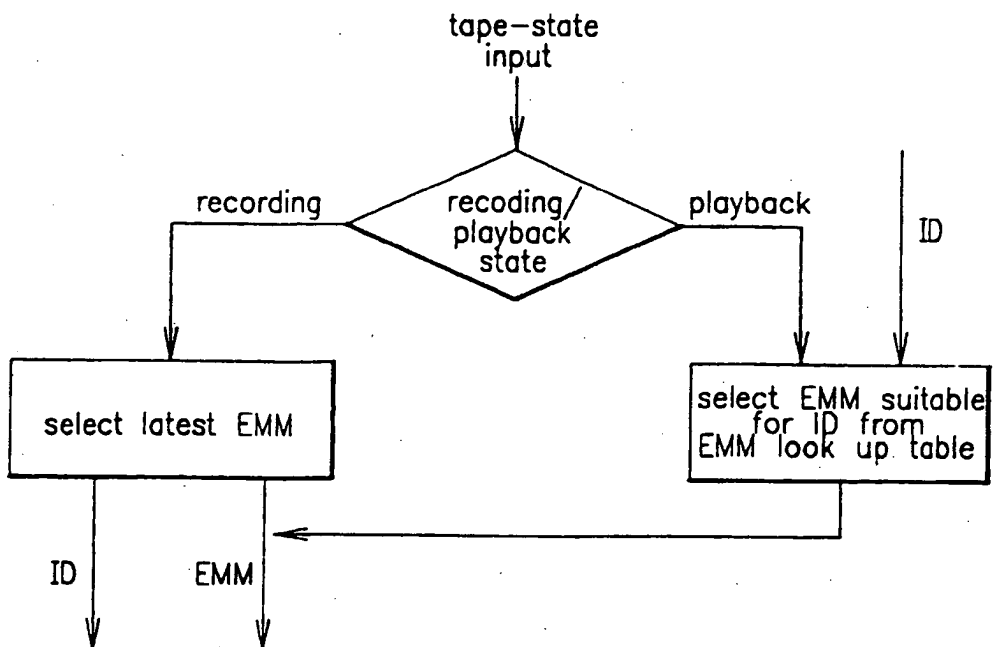 tape-state
input
recording
recoding/
playback
state
playback
ID
select latest EMM
select EMM suitable
for ID from
EMM look up table
ID
EMM